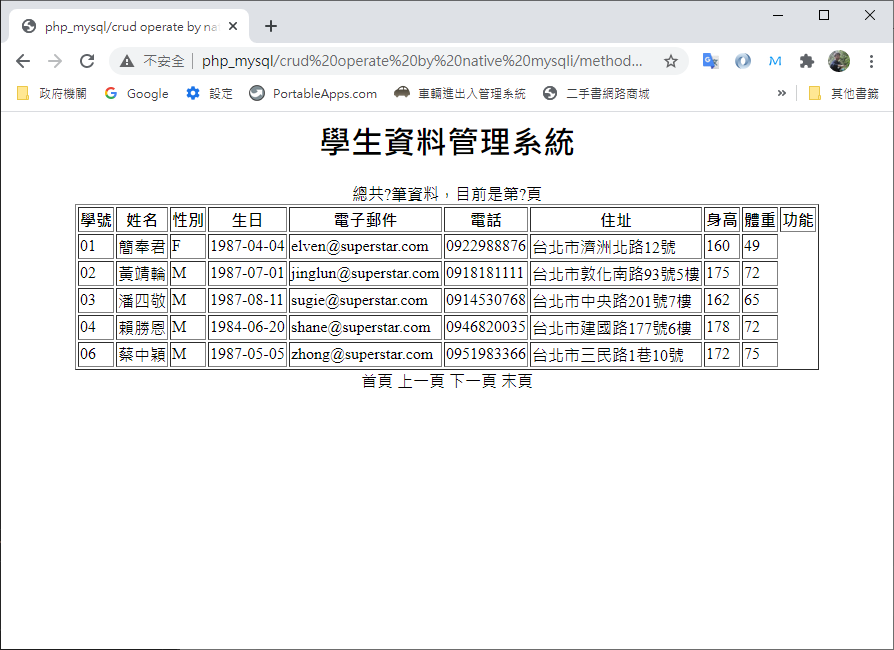 php_mysql/crud operate by na
不安全 php_mysql/crud%20operate%20by%20native%20mysqli/method...
政府機關 Google 設定 PortableApps.com 車輛進出入管理系統 二手書網路商城 » 其他書籤
學生資料管理系統
總共?筆資料，目前是第?頁
學號 姓名 性別 生日 電子郵件 電話 住址 身高 體重 功能
01 簡奉君 F 1987-04-04 elven@superstar.com 0922988876 台北市濟洲北路12號 160 49
02 黃靖輪 M 1987-07-01 jinglun@superstar.com 0918181111 台北市敦化南路93號5樓 175 72
03 潘四敬 M 1987-08-11 sugie@superstar.com 0914530768 台北市中央路201號7樓 162 65
04 賴勝恩 M 1984-06-20 shane@superstar.com 0946820035 台北市建國路177號6樓 178 72
06 蔡中穎 M 1987-05-05 zhong@superstar.com 0951983366 台北市三民路1巷10號 172 75
首頁 上一頁 下一頁 末頁